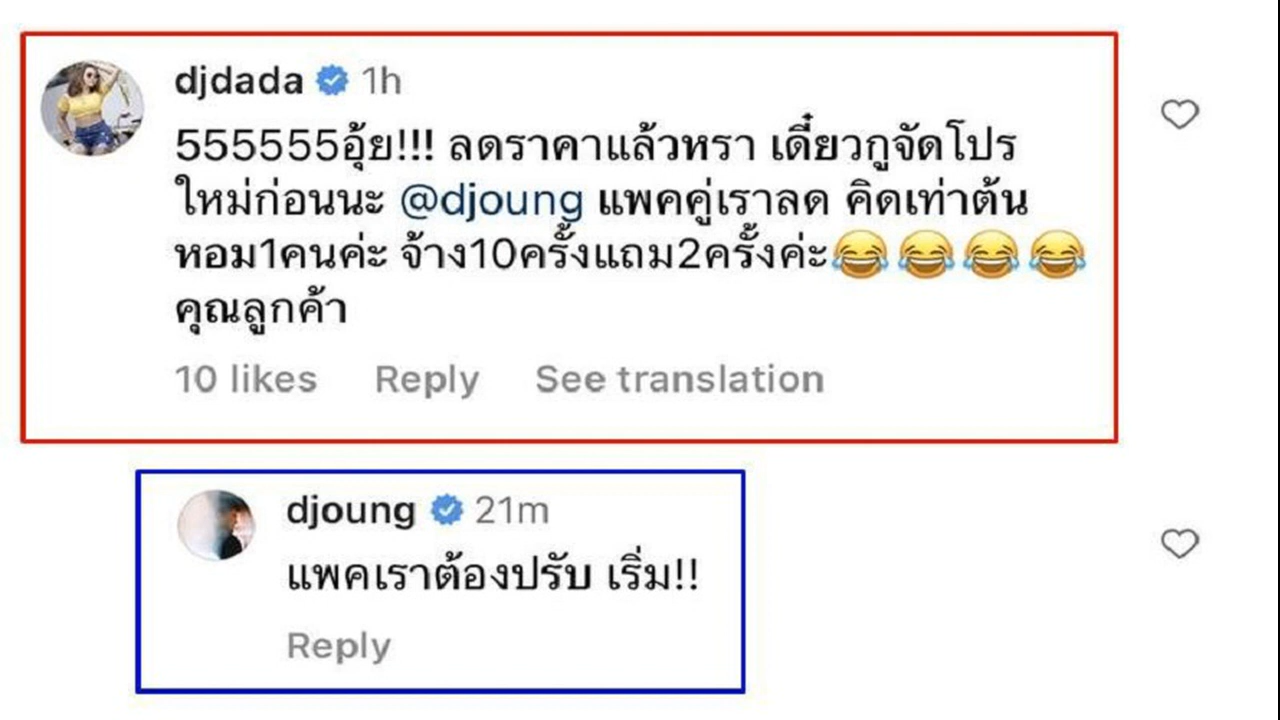 djdada 1h
555555อุ้ย!!! ลดราคาแล้วหรา เดี๋ยวกูจัดโปร
ใหม่ก่อนนะ @djoung แพคคู่เราลด คิดเท่าต้น
หอม1คนค่ะ จ้าง10ครั้งแถม2ครั้งค่ะ😂😂😂😂
คุณลูกค้า
10 likes Reply See translation
djoung 21m
แพคเราต้องปรับ เริ่ม!!
Reply